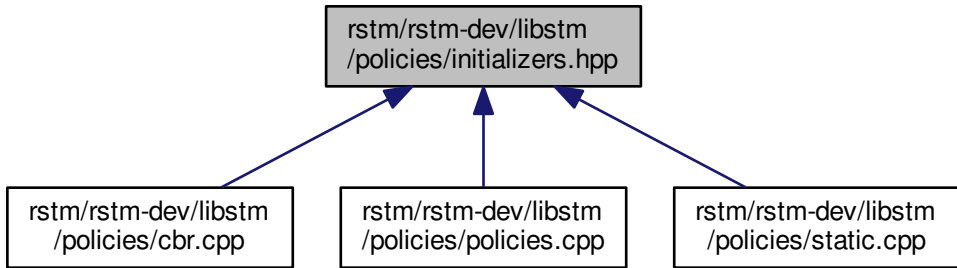 rstm/rstm-dev/libstm
/policies/initializers.hpp
rstm/rstm-dev/libstm
/policies/cbr.cpp
rstm/rstm-dev/libstm
/policies/policies.cpp
rstm/rstm-dev/libstm
/policies/static.cpp